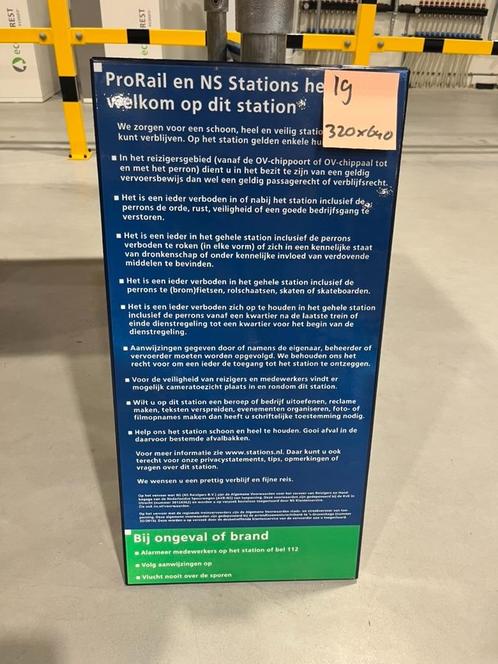 ProRail en NS Stations he
welkom op dit station
19
320x640
We zorgen voor een schoon, heel en veilig stati
kunt verblijven. Op het station gelden enkele hu
In het reizigersgebied (vanaf de OV-chippoort of OV-chippaal tot
en met het perron) dient u in het bezit te zijn van een geldig
vervoersbewijs dan wel een geldig passagerecht of verblijfsrecht.
Het is een ieder verboden in of nabij het station inclusief de
perrons de orde, rust, veiligheid of een goede bedrijfsgang te
verstoren.
Het is een ieder in het gehele station inclusief de perrons
verboden te roken (in elke vorm) of zich in een kennelijke staat
van dronkenschap of onder kennelijke invloed van verdovende
middelen te bevinden.
Het is een ieder verboden in het gehele station inclusief de
perrons te (brom)fietsen, rolschaatsen, skaten of skateboarden.
Het is een ieder verboden zich op te houden in het gehele station
inclusief de perrons vanaf een kwartier na de laatste trein of
einde dienstregeling tot een kwartier voor het begin van de
dienstregeling.
Aanwijzingen gegeven door of namens de eigenaar, beheerder of
vervoerder moeten worden opgevolgd. We behouden ons het
recht voor om een ieder de toegang tot het station te ontzeggen.
Voor de veiligheid van reizigers en medewerkers vindt er
mogelijk cameratoezicht plaats in en rondom dit station.
Wilt u op dit station een beroep of bedrijf uitoefenen, reclame
maken, teksten verspreiden, evenementen organiseren, foto- of
filmopnames maken dan heeft u schriftelijke toestemming nodig.
Help ons het station schoon en heel te houden. Gooi afval in de
daarvoor bestemde afvalbakken.
Voor meer informatie zie www.stations.nl. Daar kunt u ook
terecht voor onze privacystatements, tips, opmerkingen of
vragen over dit station.
We wensen u een prettig verblijf en fijne reis.
Bij ongeval of brand
Alarmeer medewerkers op het station of bel 112
Volg aanwijzingen op
Vlucht nooit over de sporen